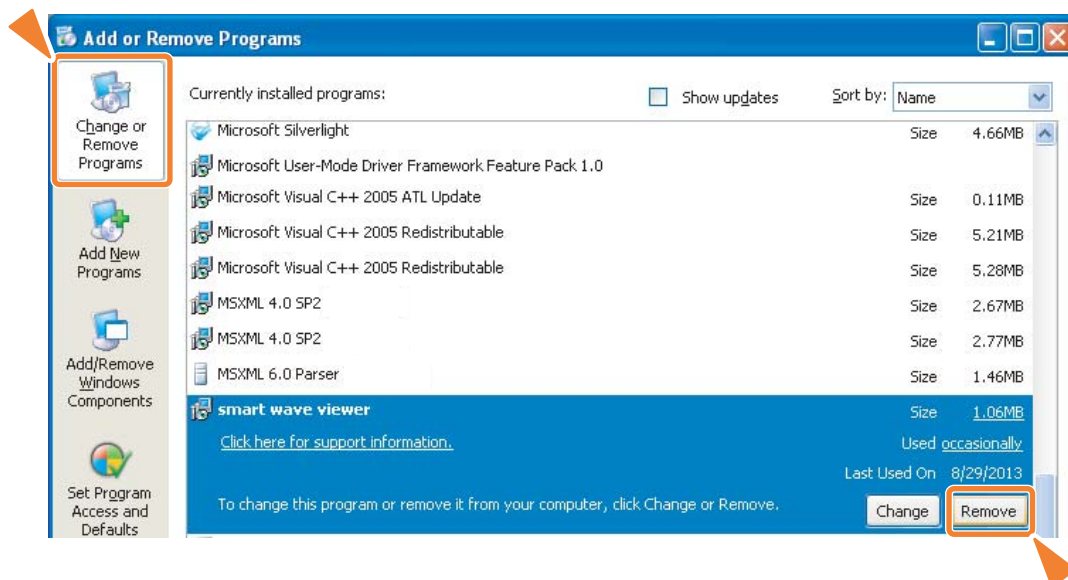 Add or Remove Programs
Change or
Remove
Programs
Add New
Programs
Add/Remove
Windows
Components
Set Program
Access and
Defaults
Currently installed programs:
Show updates
Sort by: Name
Microsoft Silverlight Size 4.66MB
Microsoft User-Mode Driver Framework Feature Pack 1.0
Microsoft Visual C++ 2005 ATL Update Size 0.11MB
Microsoft Visual C++ 2005 Redistributable Size 5.21MB
Microsoft Visual C++ 2005 Redistributable Size 5.28MB
MSXML 4.0 SP2 Size 2.67MB
MSXML 4.0 SP2 Size 2.77MB
MSXML 6.0 Parser Size 1.46MB
smart wave viewer Size 1.06MB
Click here for support information. Used occasionally
Last Used On 8/29/2013
To change this program or remove it from your computer, click Change or Remove. Change Remove